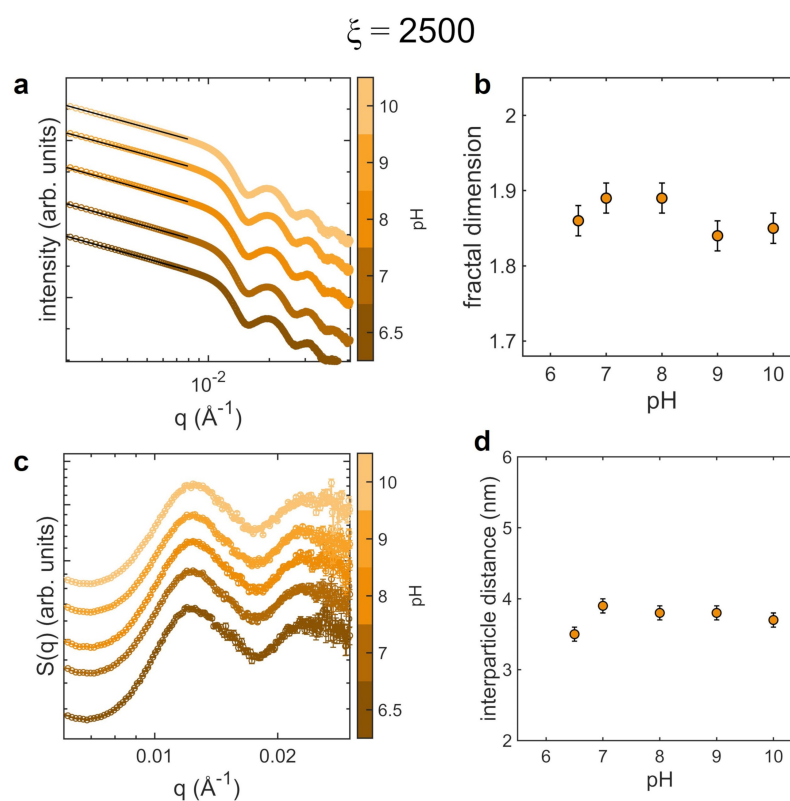 ξ = 2500
a
intensity (arb. units)
10⁻²
q (Å⁻¹)
10
9
8
7
6.5
pH
b
fractal dimension
2
1.9
1.8
1.7
6 7 8 9 10
pH
c
S(q) (arb. units)
0.01 0.02
q (Å⁻¹)
10
9
8
7
6.5
pH
d
interparticle distance (nm)
6
5
4
3
2
6 7 8 9 10
pH